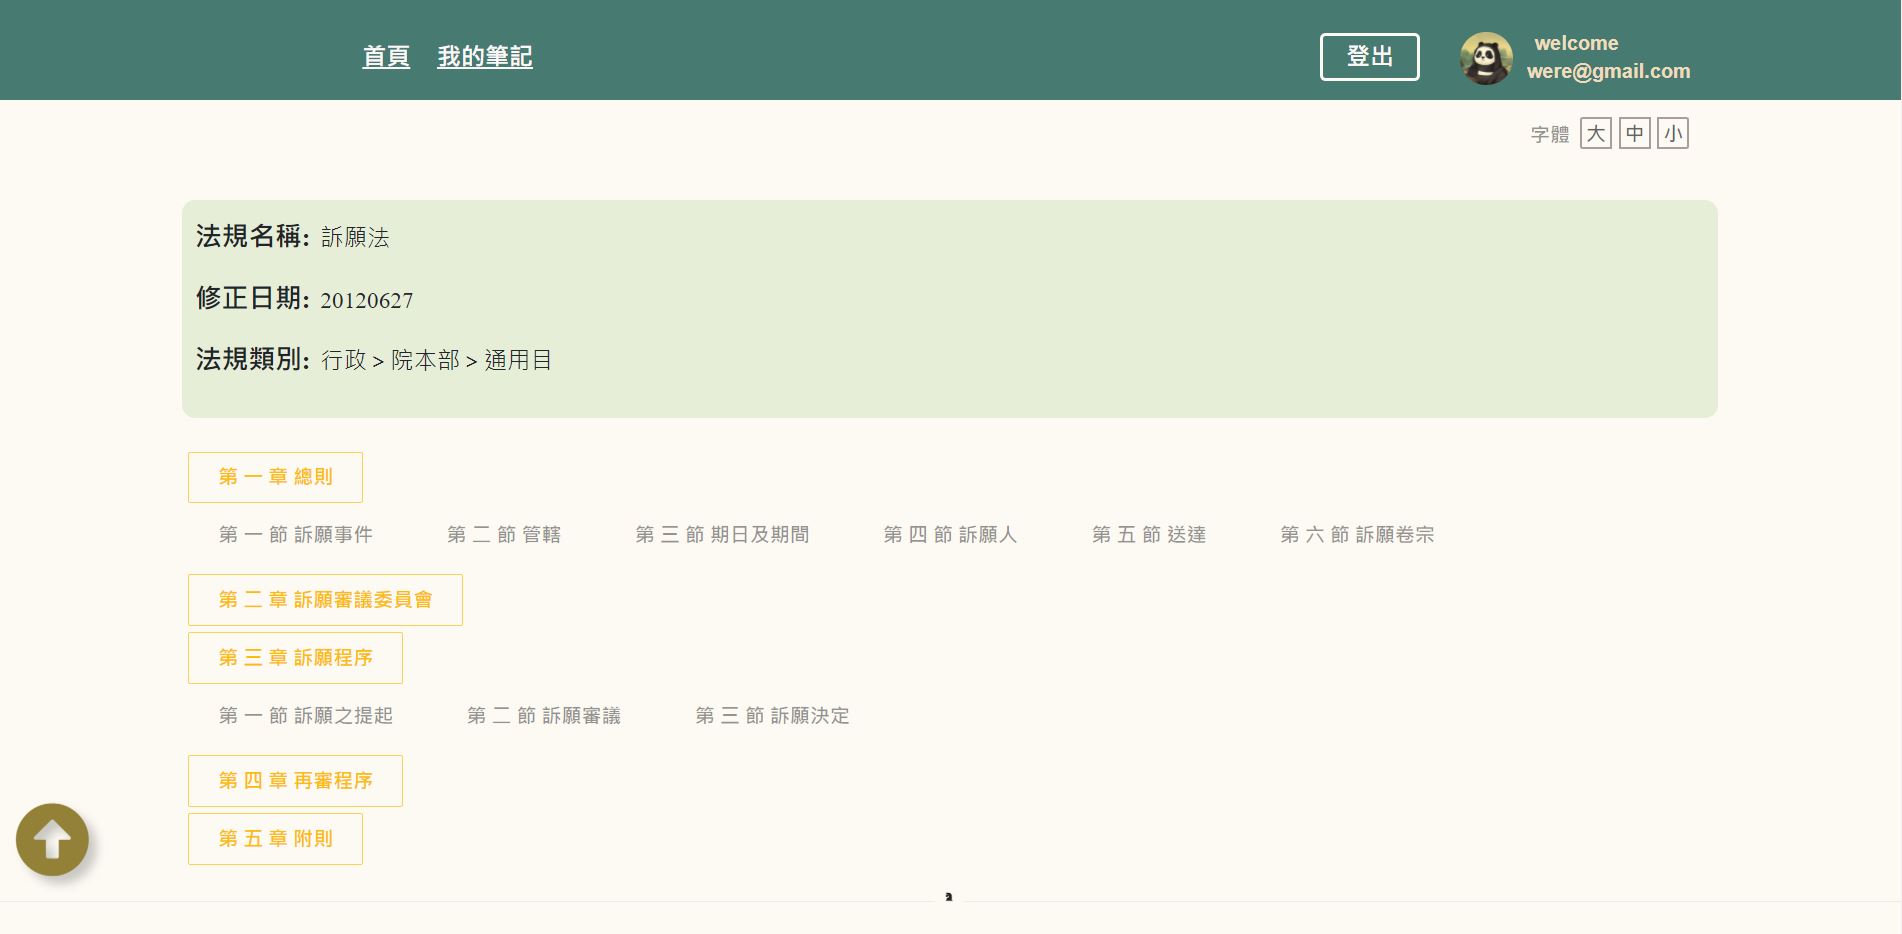 首頁 我的筆記 登出 welcome
were@gmail.com
字體 大 中 小
法規名稱: 訴願法
修正日期: 20120627
法規類別: 行政 > 院本部 > 通用目
第 一 章 總則
第 一 節 訴願事件 第 二 節 管轄 第 三 節 期日及期間 第 四 節 訴願人 第 五 節 送達 第 六 節 訴願卷宗
第 二 章 訴願審議委員會
第 三 章 訴願程序
第 一 節 訴願之提起 第 二 節 訴願審議 第 三 節 訴願決定
第 四 章 再審程序
第 五 章 附則